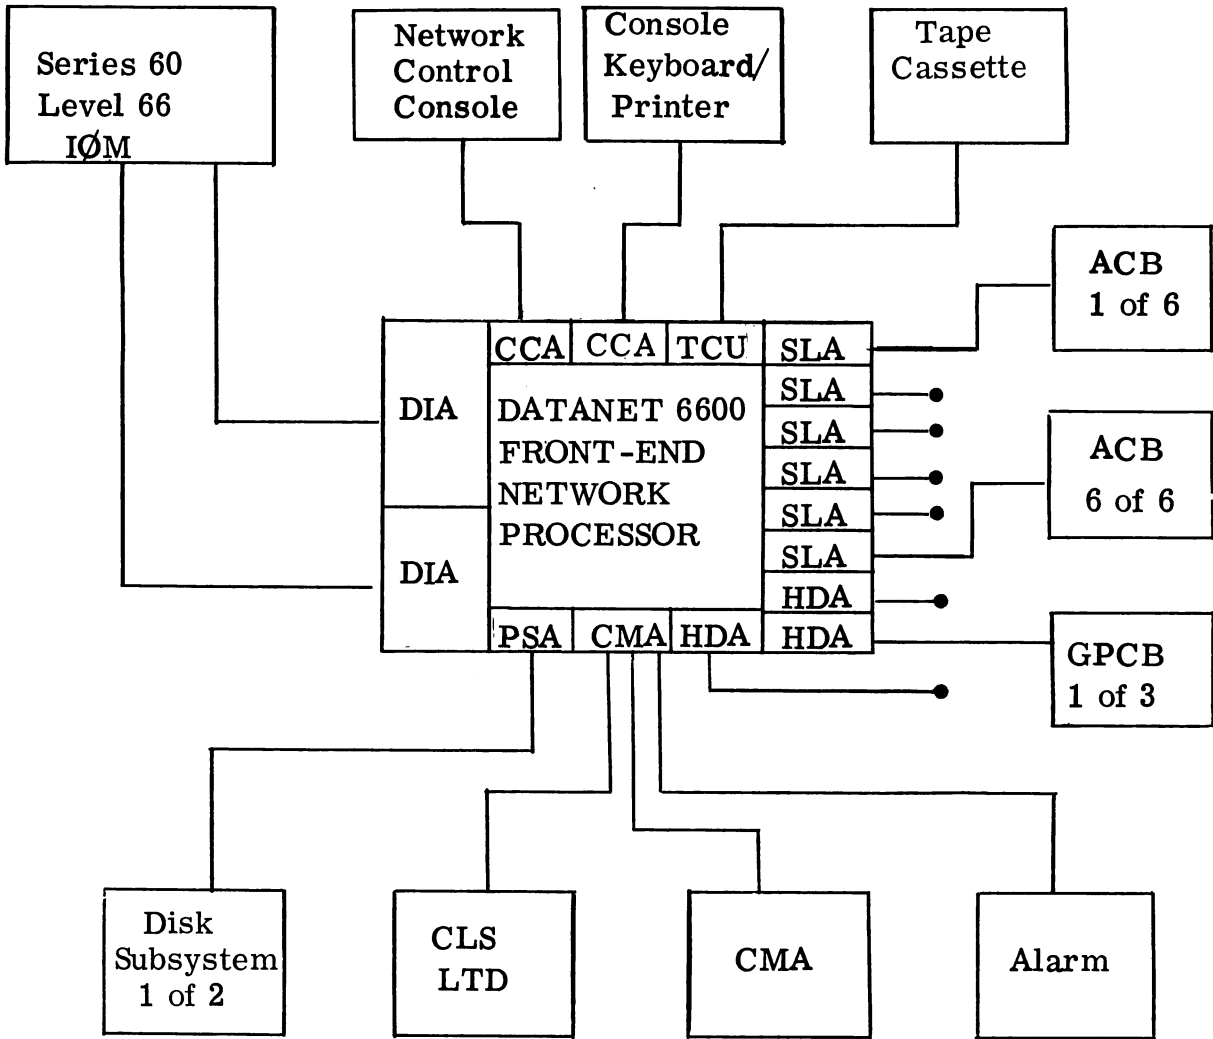 Series 60
Level 66
IØM
Network
Control
Console
Console
Keyboard/
Printer
Tape
Cassette
ACB
1 of 6
CCA
CCA
TCU
SLA
SLA
SLA
SLA
SLA
SLA
HDA
HDA
DIA
DIA
DATANET 6600
FRONT-END
NETWORK
PROCESSOR
ACB
6 of 6
PSA
CMA
HDA
GPCB
1 of 3
Disk
Subsystem
1 of 2
CLS
LTD
CMA
Alarm